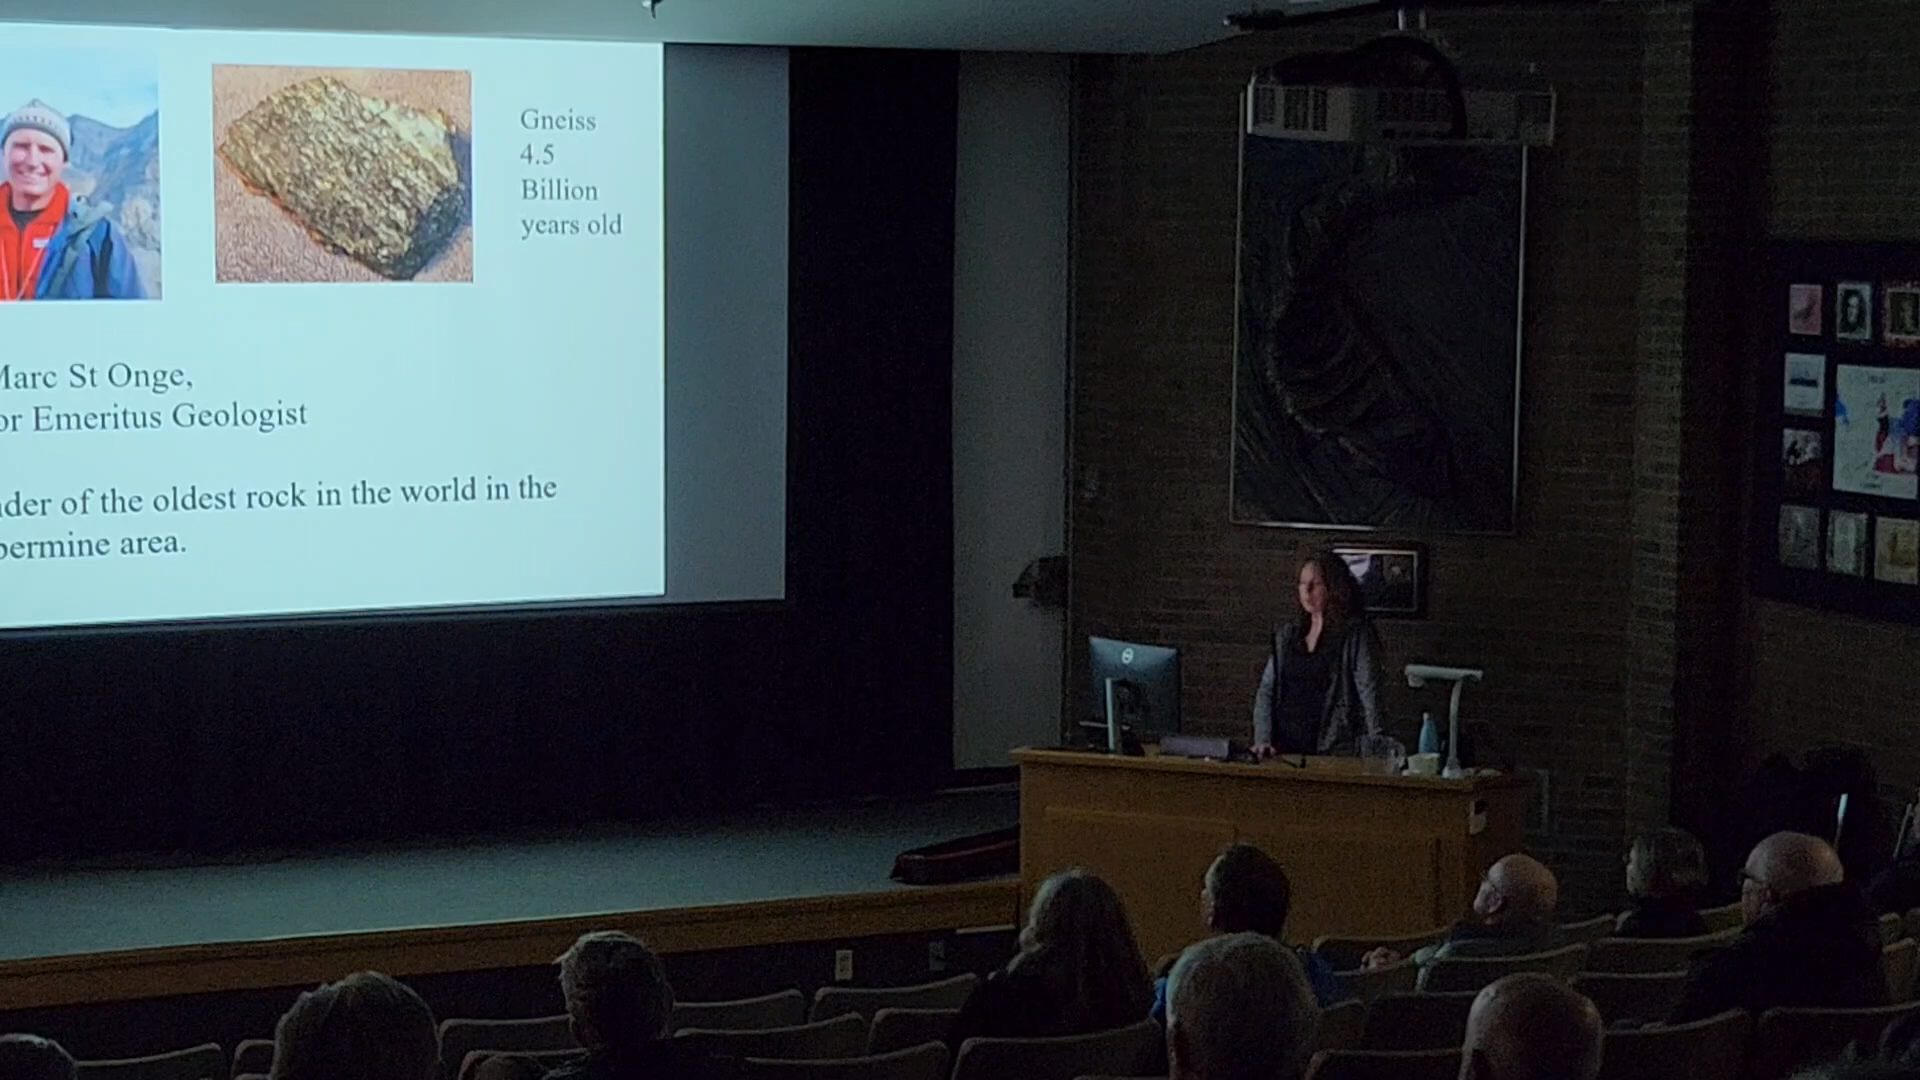 Gneiss
4.5
Billion
years old
Marc St Onge,
or Emeritus Geologist
der of the oldest rock in the world in the
permine area.